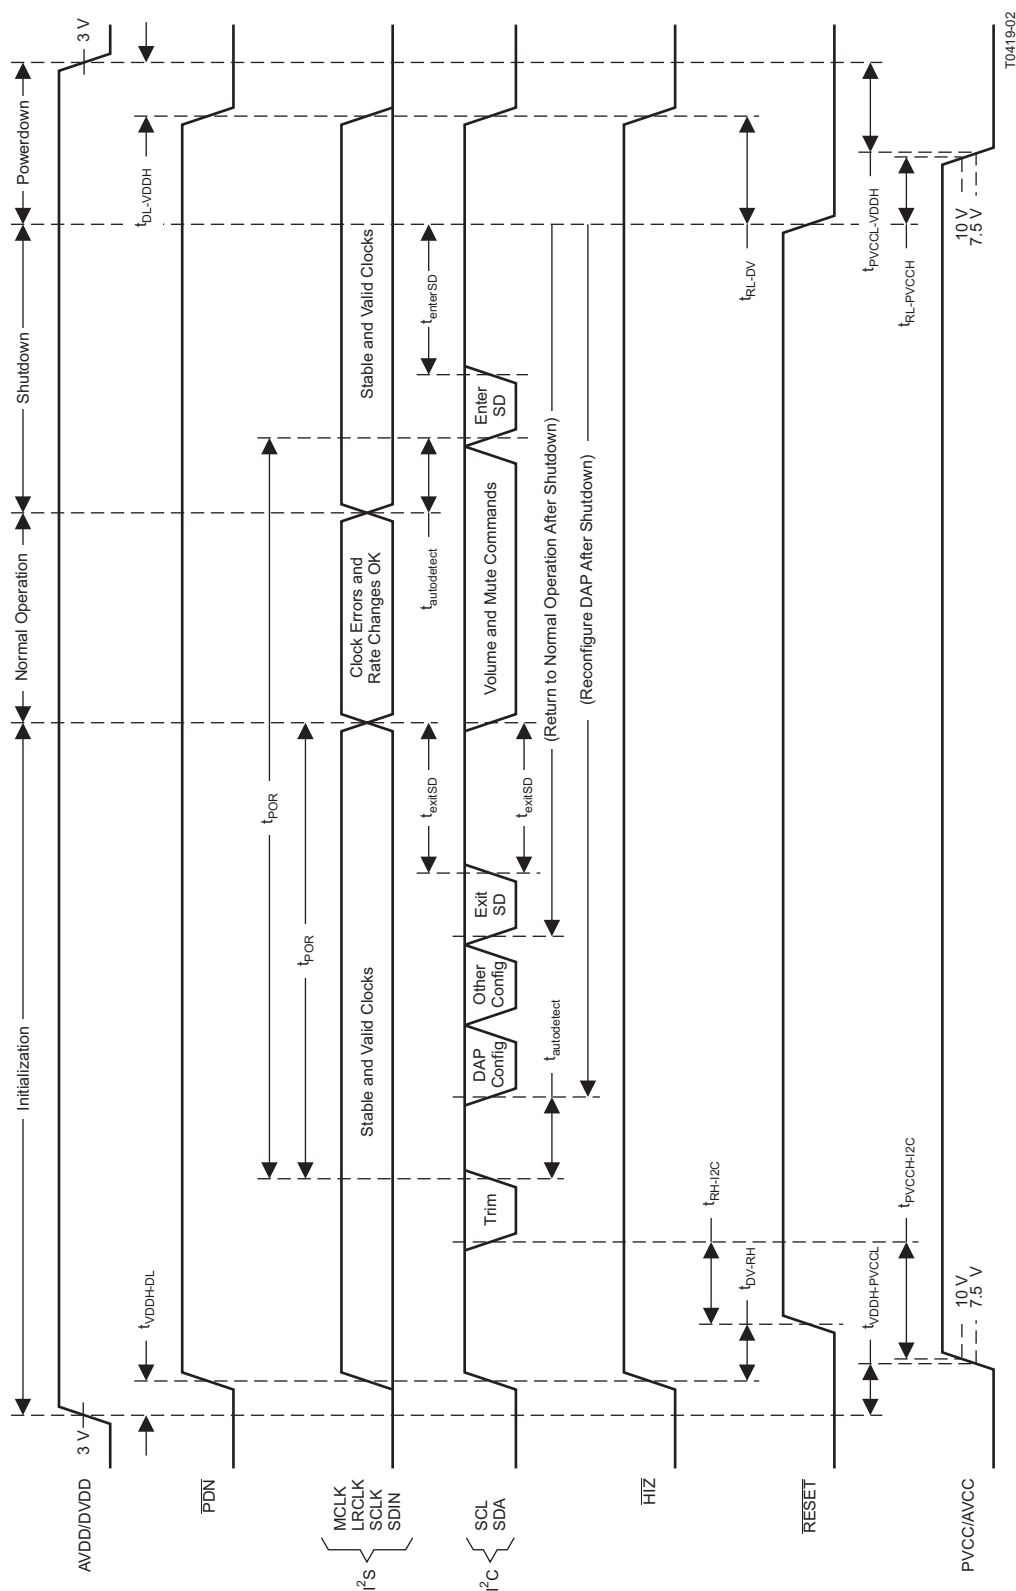 Initialization
Normal Operation
Shutdown
Powerdown
AVDD/DVDD
3 V
3 V
tVDDH-DL
tDL-VDDH
PDN
tPOR
tPOR
I2S
MCLK
LRCLK
SCLK
SDIN
Stable and Valid Clocks
Clock Errors and
Rate Changes OK
Stable and Valid Clocks
texitSD
tautodetect
tenterSD
I2C
SCL
SDA
Trim
DAP
Config
Other
Config
Exit
SD
Volume and Mute Commands
Enter
SD
texitSD
tautodetect
(Return to Normal Operation After Shutdown)
(Reconfigure DAP After Shutdown)
HIZ
tRH-I2C
tDV-RH
tRL-DV
RESET
tVDDH-PVCCL
tPVCCH-I2C
tPVCCL-VDDH
tRL-PVCCH
PVCC/AVCC
10 V
7.5 V
10 V
7.5 V
T0419-02